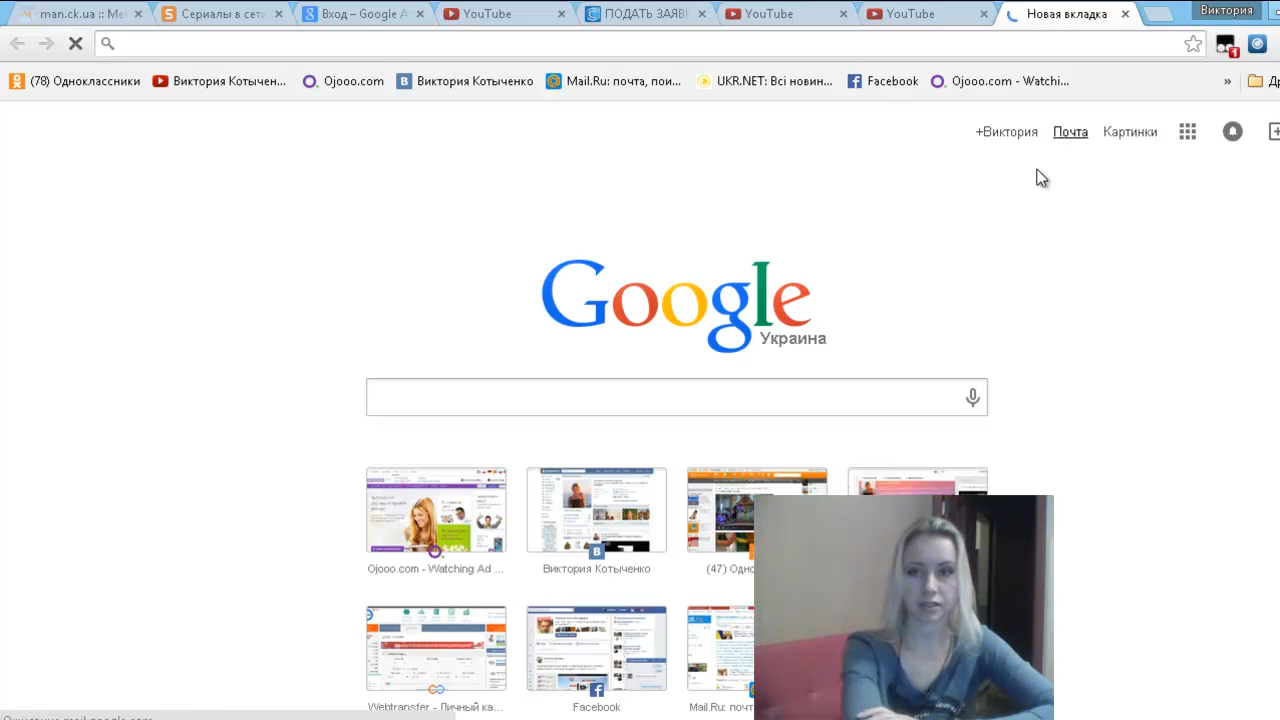 man.ck.ua :: Me
Сериалы в сети
Вход – Google А
YouTube
ПОДАТЬ ЗАЯВ
YouTube
YouTube
Новая вкладка
Виктория
1
(78) Одноклассники
Виктория Котычен...
Ojooo.com
Виктория Котыченко
Mail.Ru: почта, пои...
UKR.NET: Всі новин...
Facebook
Ojooo.com - Watchi...
»
+Виктория
Почта
Картинки
Google
Украина
Ojooo.com - Watching Ad ...
Виктория Котыченко
(47) Одно
Webtransfer - Личный ка...
Facebook
Mail.Ru: почт